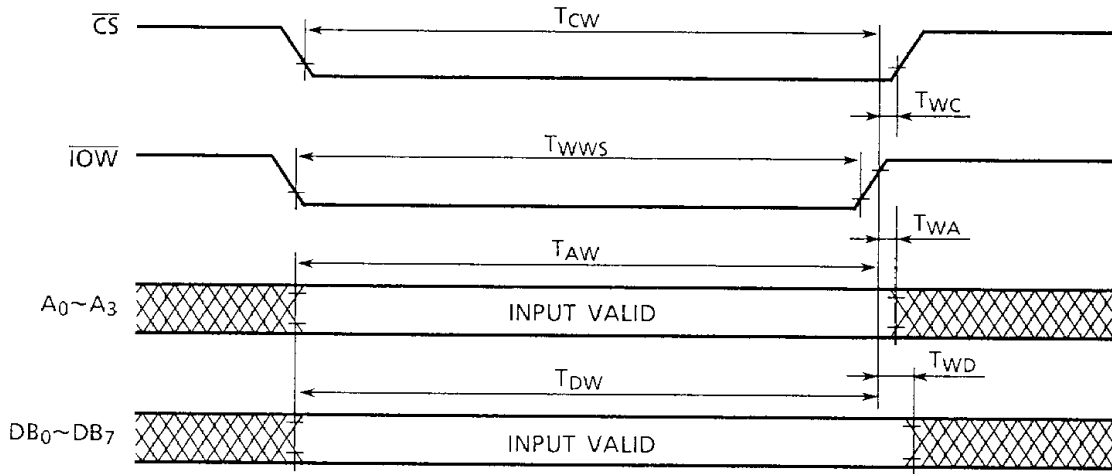 CS TCW
TWC
IOW TWWS
TWA
TAW
A0~A3 INPUT VALID
TWD
TDW
DB0~DB7 INPUT VALID